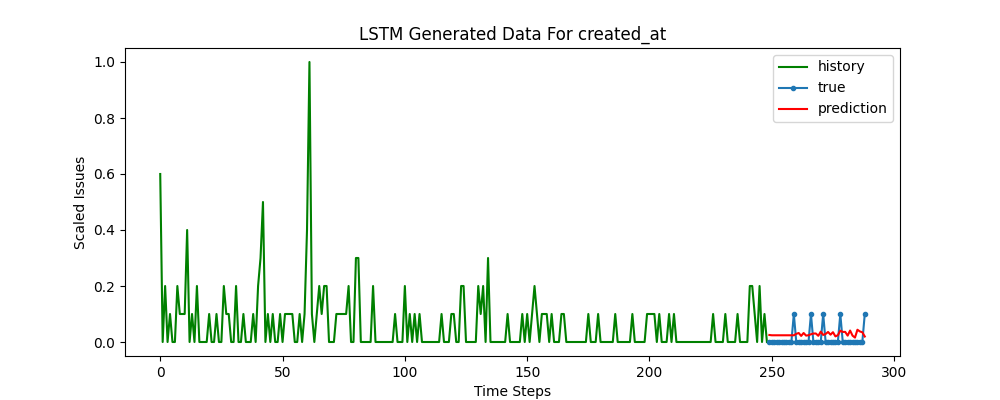 LSTM Generated Data For created_at
1.0
0.8
0.6
0.4
0.2
0.0
Scaled Issues
0 50 100 150 200 250 300
Time Steps
history
true
prediction